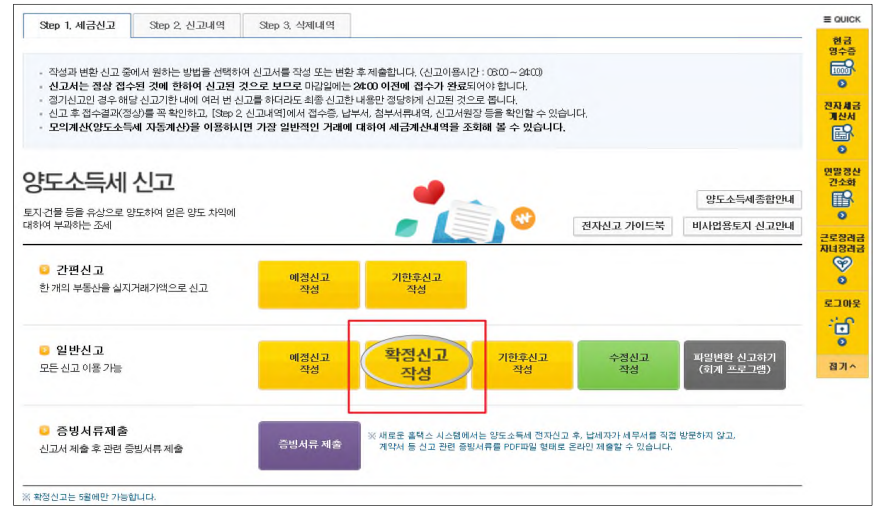 Step 1. 세금신고
Step 2. 신고내역
Step 3. 삭제내역
- 작성과 변환 신고 중에서 원하는 방법을 선택하여 신고서를 작성 또는 변환 후 제출합니다. (신고이용시간 : 06:00 ~ 24:00)
- 신고서는 정상 접수된 것에 한하여 신고된 것으로 보므로 마감일에는 24:00 이전에 접수가 완료되어야 합니다.
- 정기신고인 경우 해당 신고기한 내에 여러 번 신고를 하더라도 최종 신고한 내용만 정당하게 신고된 것으로 봅니다.
- 신고 후 접수결과(정상)를 꼭 확인하고, [Step 2. 신고내역]에서 접수증, 납부서, 첨부서류내역, 신고서원장 등을 확인할 수 있습니다.
- 모의계산(양도소득세 자동계산)을 이용하시면 가장 일반적인 거래에 대하여 세금계산내역을 조회해 볼 수 있습니다.
양도소득세 신고
토지·건물 등을 유상으로 양도하여 얻은 양도 차익에
대하여 부과하는 조세
양도소득세종합안내
전자신고 가이드북
비사업용토지 신고안내
간편신고
한 개의 부동산을 실지거래가액으로 신고
예정신고
작성
기한후신고
작성
일반신고
모든 신고 이용 가능
예정신고
작성
확정신고
작성
기한후신고
작성
수정신고
작성
파일변환 신고하기
(회계 프로그램)
증빙서류제출
신고서 제출 후 관련 증빙서류 제출
증빙서류 제출
※ 새로운 홈택스 시스템에서는 양도소득세 전자신고 후, 납세자가 세무서를 직접 방문하지 않고,
계약서 등 신고 관련 증빙서류를 PDF파일 형태로 온라인 제출할 수 있습니다.
※ 확정신고는 5월에만 가능합니다.
≡ QUICK
현금
영수증
1000
전자세금
계산서
연말정산
간소화
근로장려금
자녀장려금
로그아웃
접기 ^